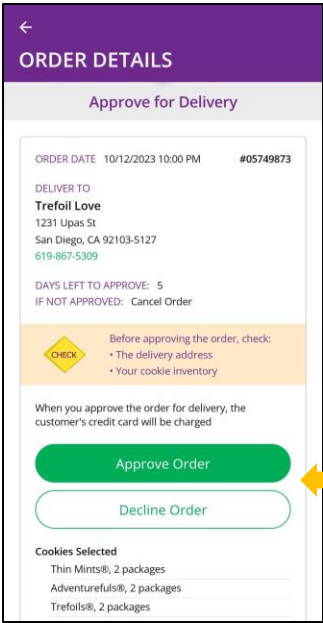 ORDER DETAILS
Approve for Delivery
ORDER DATE 10/12/2023 10:00 PM #05749873
DELIVER TO
Trefoil Love
1231 Upas St
San Diego, CA 92103-5127
619-867-5309
DAYS LEFT TO APPROVE: 5
IF NOT APPROVED: Cancel Order
CHECK
Before approving the order, check:
• The delivery address
• Your cookie inventory
When you approve the order for delivery, the
customer's credit card will be charged
Approve Order
Decline Order
Cookies Selected
Thin Mints®, 2 packages
Adventurefuls®, 2 packages
Trefoils®, 2 packages